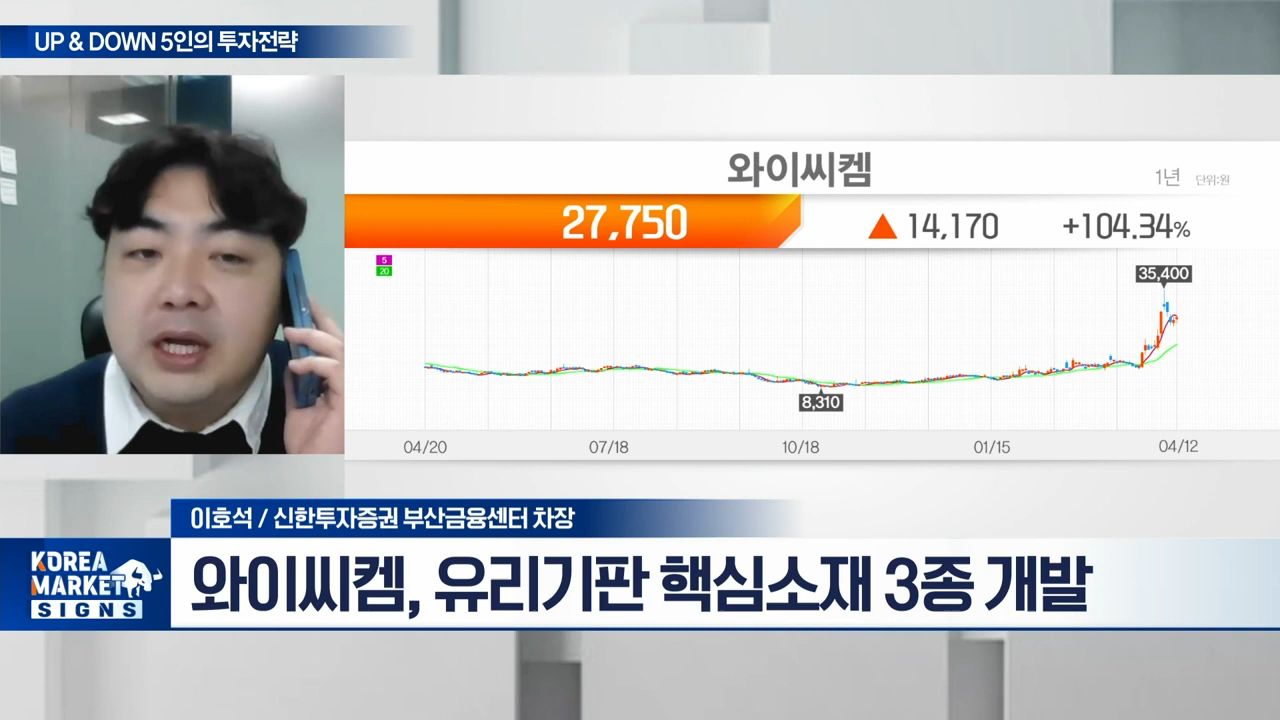 UP & DOWN 5인의 투자전략
와이씨켐
1년 단위:원
27,750 ▲ 14,170 +104.34%
5
20
35,400
8,310
04/20 07/18 10/18 01/15 04/12
이호석 / 신한투자증권 부산금융센터 차장
KOREA
MARKET
SIGNS
와이씨켐, 유리기판 핵심소재 3종 개발